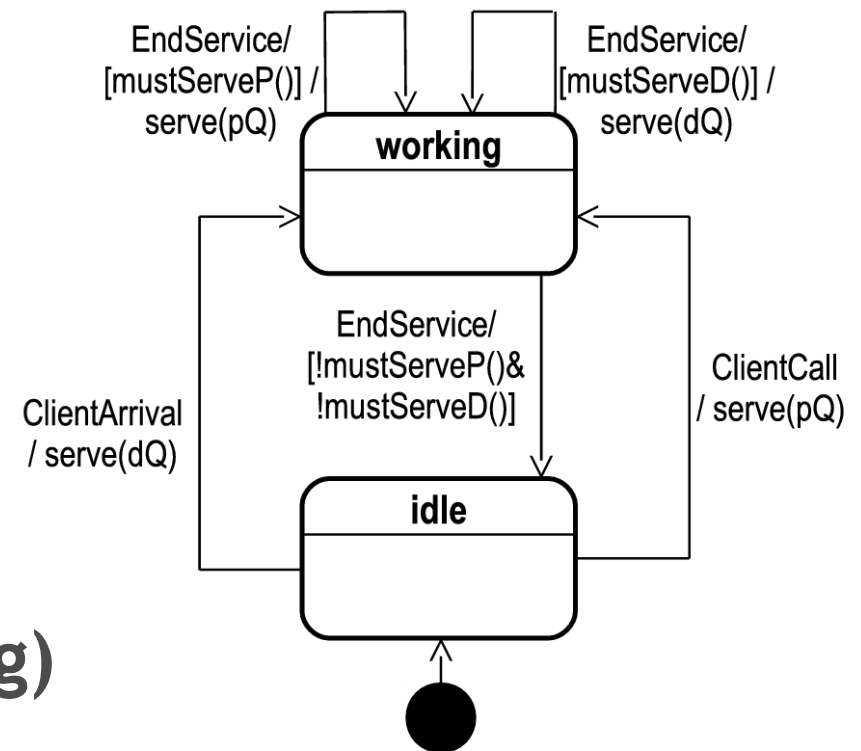 EndService/
[mustServeP()] /
serve(pQ)
EndService/
[mustServeD()] /
serve(dQ)
working
EndService/
[!mustServeP()&
!mustServeD()]
ClientArrival
/ serve(dQ)
ClientCall
/ serve(pQ)
idle
g)